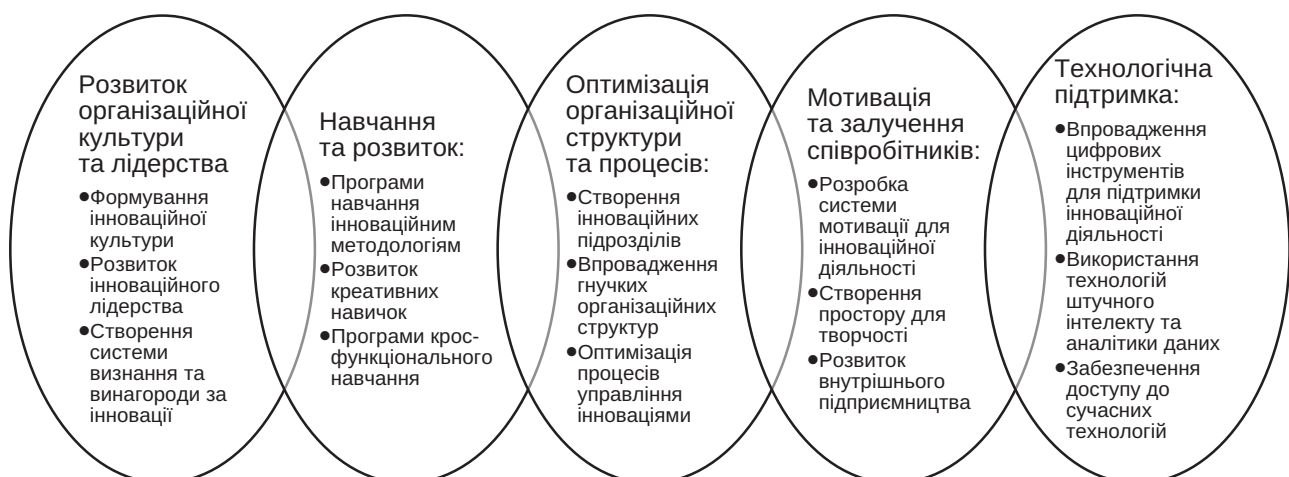 Розвиток
організаційної
культури
та лідерства
●Формування
інноваційної
культури
●Розвиток
інноваційного
лідерства
●Створення
системи
визнання та
винагороди за
інновації
Навчання
та розвиток:
●Програми
навчання
інноваційним
методологіям
●Розвиток
креативних
навичок
●Програми крос-
функціонального
навчання
Оптимізація
організаційної
структури
та процесів:
●Створення
інноваційних
підрозділів
●Впровадження
гнучких
організаційних
структур
●Оптимізація
процесів
управління
інноваціями
Мотивація
та залучення
співробітників:
●Розробка
системи
мотивації для
інноваційної
діяльності
●Створення
простору для
творчості
●Розвиток
внутрішнього
підприємництва
Технологічна
підтримка:
●Впровадження
цифрових
інструментів
для підтримки
інноваційної
діяльності
●Використання
технологій
штучного
інтелекту та
аналітики даних
●Забезпечення
доступу до
сучасних
технологій